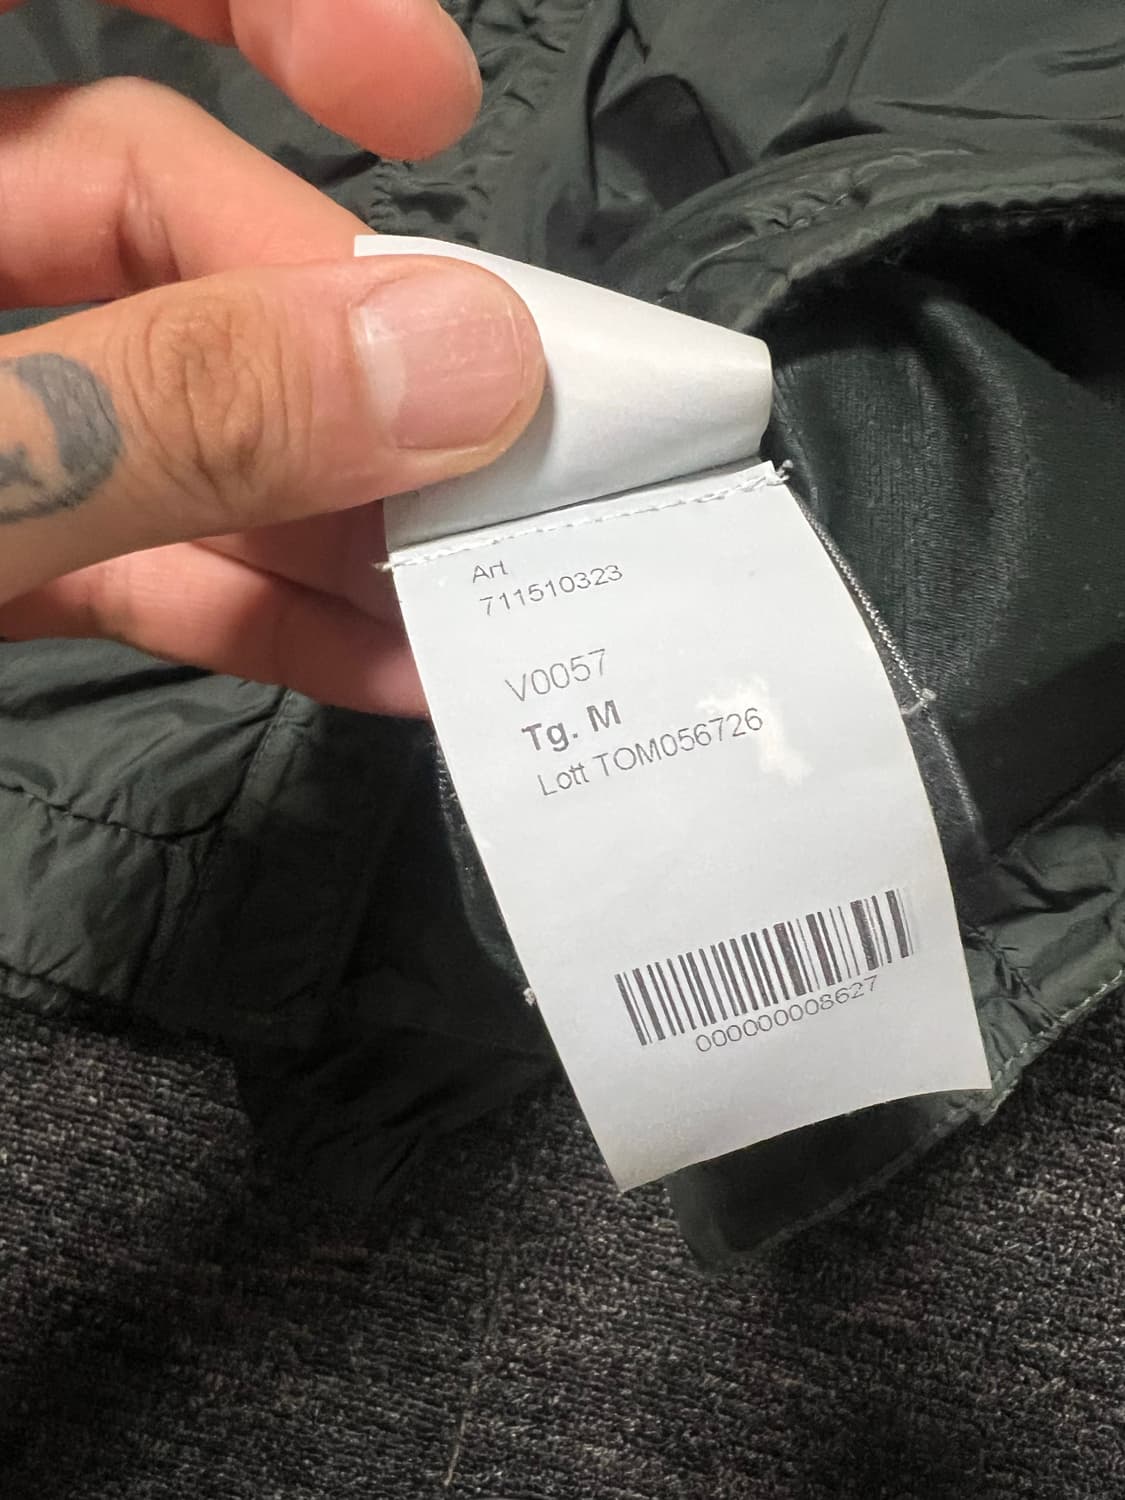 Art.
711510323
V0057
Tg. M
Lott TOM056726
000000008627